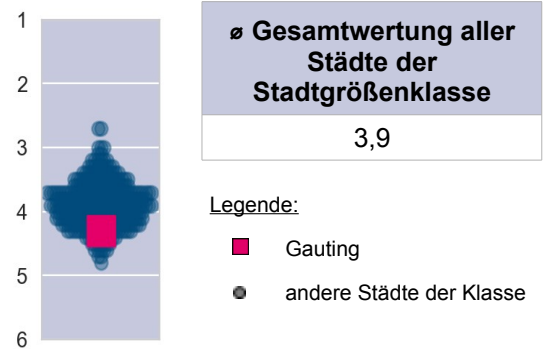 1
2
3
4
5
6
ø Gesamtwertung aller
Städte der
Stadtgrößenklasse
3,9
Legende:
Gauting
andere Städte der Klasse